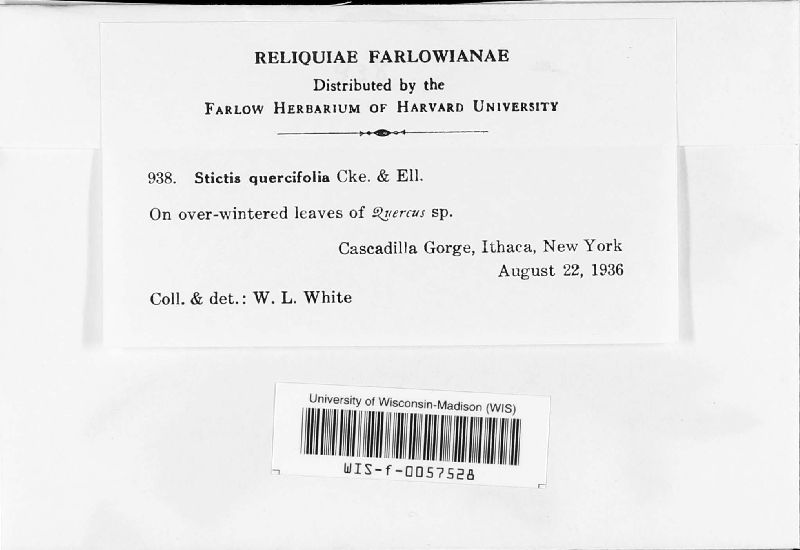 RELIQUIAE FARLOWIANAE
Distributed by the
FARLOW HERBARIUM OF HARVARD UNIVERSITY
938. Stictis quercifolia Cke. & Ell.
On over-wintered leaves of Quercus sp.
Cascadilla Gorge, Ithaca, New York
August 22, 1936
Coll. & det.: W. L. White
University of Wisconsin-Madison (WIS)
WIS-f-0057528